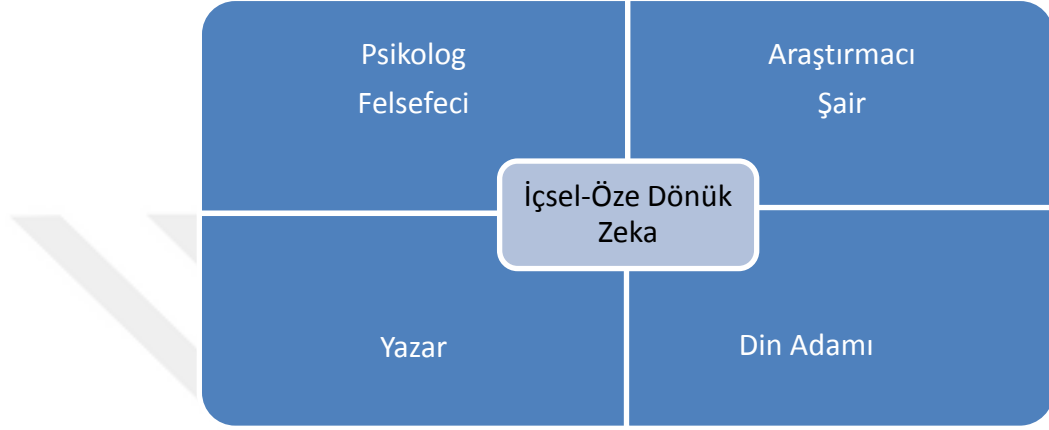 Psikolog
Felsefeci
Araştırmacı
Şair
İçsel-Öze Dönük
Zeka
Yazar
Din Adamı